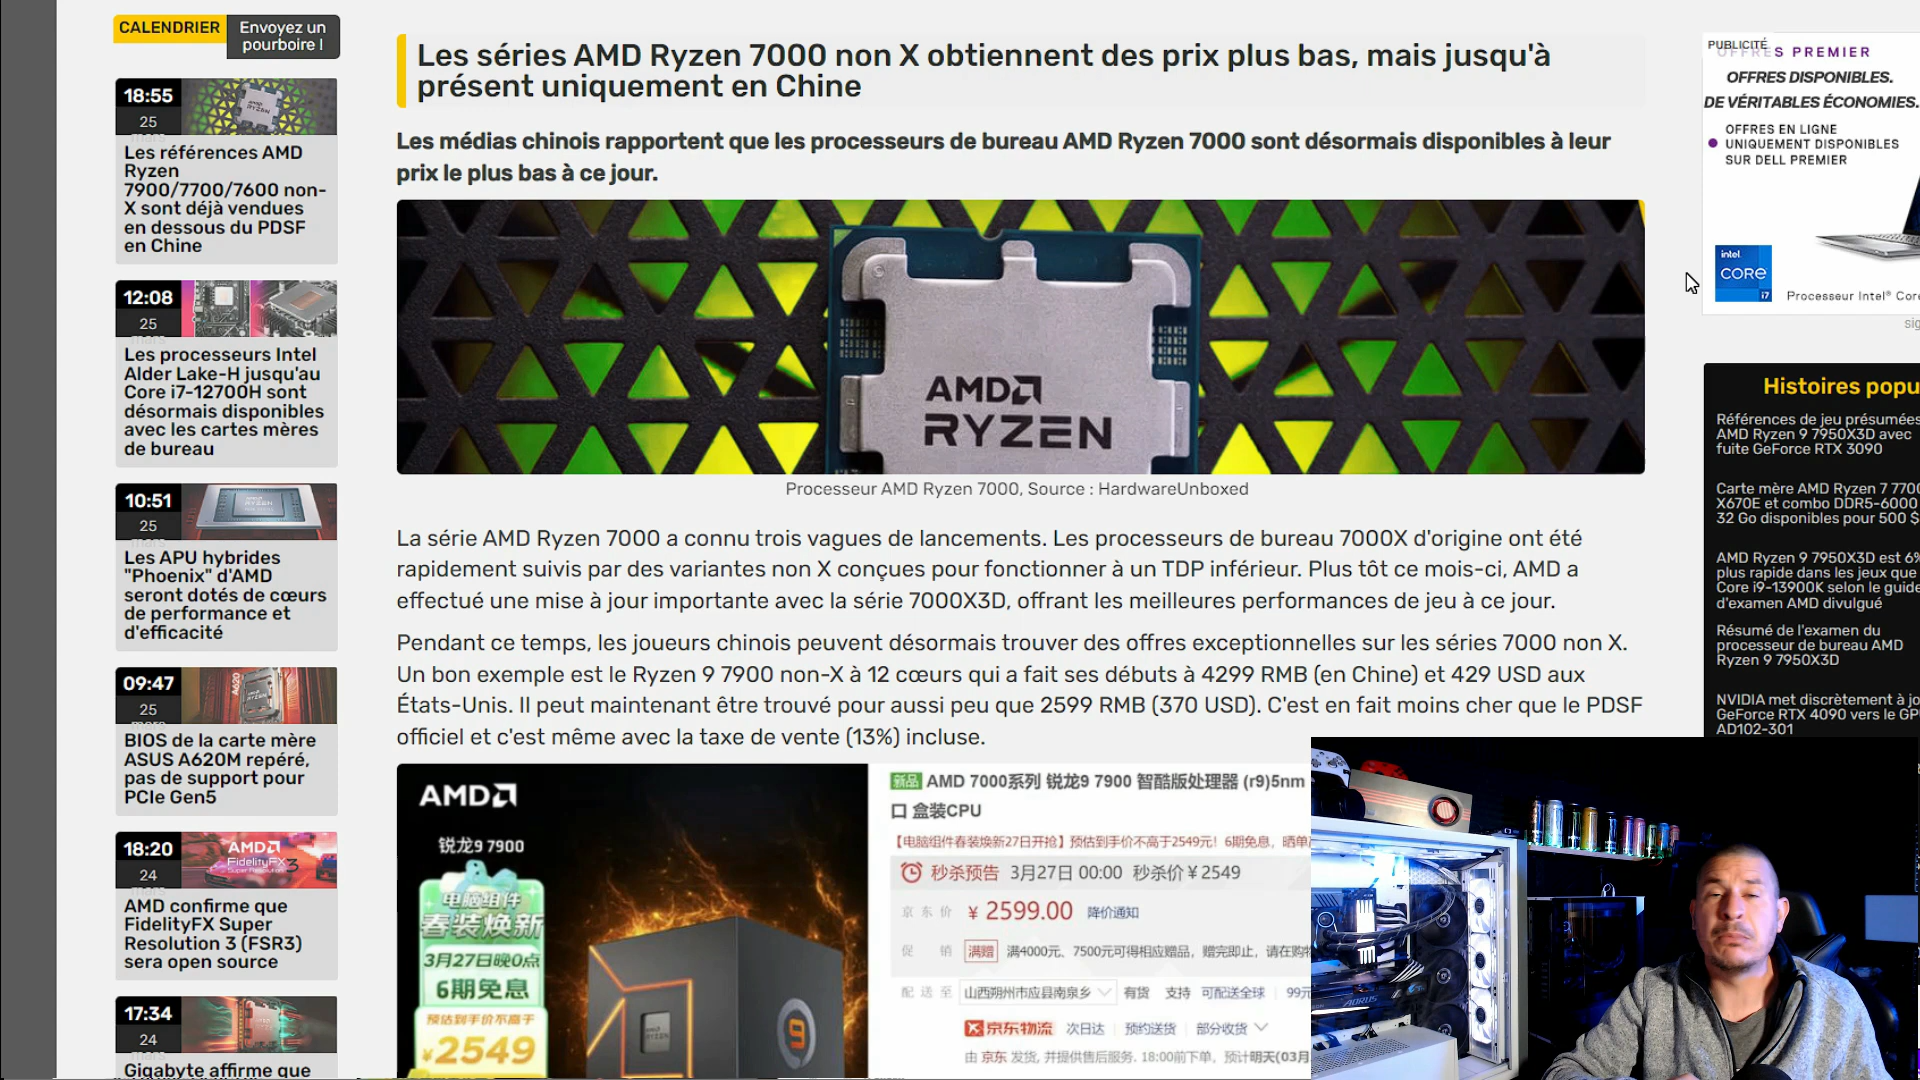 CALENDRIER
Envoyez un
pourboire !
18:55
25
mars
Les références AMD
Ryzen
7900/7700/7600 non-
X sont déjà vendues
en dessous du PDSF
en Chine
12:08
25
mars
Les processeurs Intel
Alder Lake-H jusqu'au
Core i7-12700H sont
désormais disponibles
avec les cartes mères
de bureau
10:51
25
mars
Les APU hybrides
"Phoenix" d'AMD
seront dotés de cœurs
de performance et
d'efficacité
09:47
25
mars
BIOS de la carte mère
ASUS A620M repéré,
pas de support pour
PCIe Gen5
18:20
24
mars
AMD
FidelityFX 3
Super Resolution
AMD confirme que
FidelityFX Super
Resolution 3 (FSR3)
sera open source
17:34
24
mars
Gigabyte affirme que
Les séries AMD Ryzen 7000 non X obtiennent des prix plus bas, mais jusqu'à
présent uniquement en Chine
Les médias chinois rapportent que les processeurs de bureau AMD Ryzen 7000 sont désormais disponibles à leur
prix le plus bas à ce jour.
AMD
RYZEN
Processeur AMD Ryzen 7000, Source : HardwareUnboxed
La série AMD Ryzen 7000 a connu trois vagues de lancements. Les processeurs de bureau 7000X d'origine ont été
rapidement suivis par des variantes non X conçues pour fonctionner à un TDP inférieur. Plus tôt ce mois-ci, AMD a
effectué une mise à jour importante avec la série 7000X3D, offrant les meilleures performances de jeu à ce jour.
Pendant ce temps, les joueurs chinois peuvent désormais trouver des offres exceptionnelles sur les séries 7000 non X.
Un bon exemple est le Ryzen 9 7900 non-X à 12 cœurs qui a fait ses débuts à 4299 RMB (en Chine) et 429 USD aux
États-Unis. Il peut maintenant être trouvé pour aussi peu que 2599 RMB (370 USD). C'est en fait moins cher que le PDSF
officiel et c'est même avec la taxe de vente (13%) incluse.
AMD
锐龙9 7900
电脑组件
春装焕新
3月27日晚0点
6期免息
预估到手价不高于
¥2549
RYZEN
9
新品 AMD 7000系列 锐龙9 7900 智酷版处理器 (r9)5nm
口 盒装CPU
【电脑组件春装焕新27日开抢】预估到手价不高于2549元！6期免息，晒单
秒杀预告 3月27日 00:00 秒杀价￥2549
京东价 ￥2599.00 降价通知
促销 满赠 满4000元、7500元可得相应赠品，赠完即止，请在购物
配送至 山西朔州市应县南泉乡 有货 支持 可配送全球 99元
京东物流 次日达 预约送货 部分收货
由 京东 发货, 并提供售后服务. 18:00前下单，预计明天(03月
PUBLICITÉ
OFFRES PREMIER
OFFRES DISPONIBLES.
DE VÉRITABLES ÉCONOMIES.
OFFRES EN LIGNE
UNIQUEMENT DISPONIBLES
SUR DELL PREMIER
intel
CORE
i7
Processeur Intel® Core
sig
Histoires popu
Références de jeu présumées
AMD Ryzen 9 7950X3D avec
fuite GeForce RTX 3090
Carte mère AMD Ryzen 7 7700
X670E et combo DDR5-6000
32 Go disponibles pour 500 $
AMD Ryzen 9 7950X3D est 6%
plus rapide dans les jeux que
Core i9-13900K selon le guide
d'examen AMD divulgué
Résumé de l'examen du
processeur de bureau AMD
Ryzen 9 7950X3D
NVIDIA met discrètement à jo
GeForce RTX 4090 vers le GP
AD102-301
AORUS